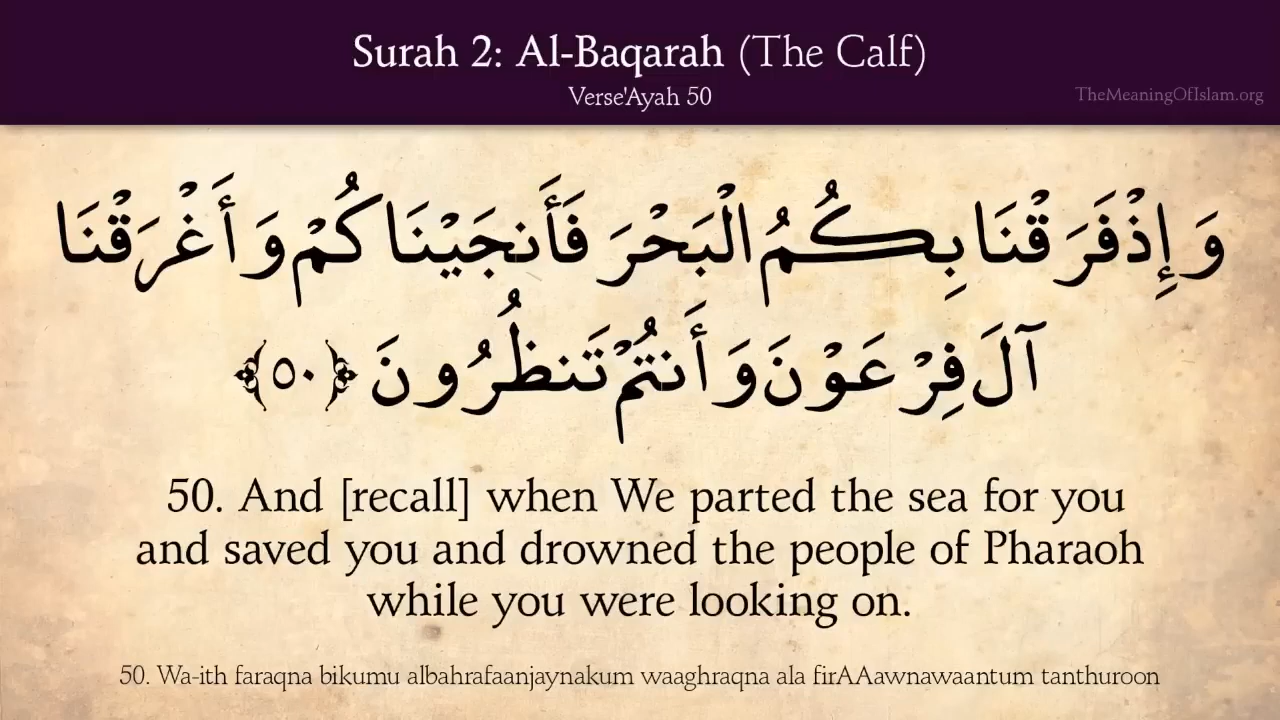 Surah 2: Al-Baqarah (The Calf)
Verse'Ayah 50
TheMeaningOfIslam.org
وَإِذْ فَرَقْنَا بِكُمُ الْبَحْرَ فَأَنجَيْنَاكُمْ وَأَغْرَقْنَا
آلَ فِرْعَوْنَ وَأَنتُمْ تَنظُرُونَ ﴿٥٠﴾
50. And [recall] when We parted the sea for you
and saved you and drowned the people of Pharaoh
while you were looking on.
50. Wa-ith faraqna bikumu albahrafaanjaynakum waaghraqna ala firAAawnawaantum tanthuroon